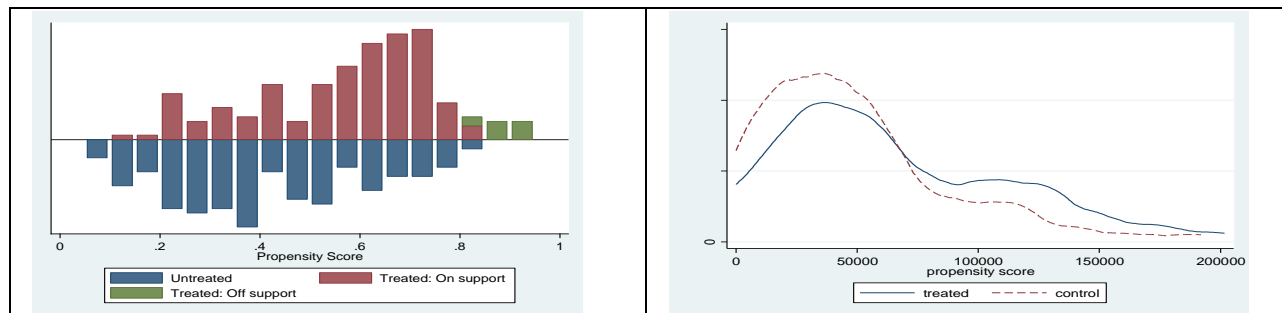 0 .2 .4 .6 .8 1
Propensity Score
Untreated Treated: On support
Treated: Off support
0
0 50000 100000 150000 200000
propensity score
treated control